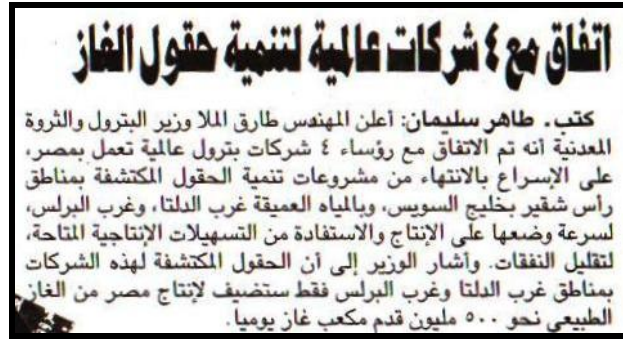 اتفاق مع ٤ شركات عالمية لتنمية حقول الغاز
كتب. طاهر سليمان: أعلن المهندس طارق الملا وزير البترول والثروة
المعدنية أنه تم الاتفاق مع رؤساء ٤ شركات بترول عالمية تعمل بمصر،
على الإسراع بالانتهاء من مشروعات تنمية الحقول المكتشفة بمناطق
رأس شقير بخليج السويس، وبالمياه العميقة غرب الدلتا، وغرب البرلس،
لسرعة وضعها على الإنتاج والاستفادة من التسهيلات الإنتاجية المتاحة،
لتقليل النفقات. وأشار الوزير إلى أن الحقول المكتشفة لهذه الشركات
بمناطق غرب الدلتا وغرب البرلس فقط ستضيف لإنتاج مصر من الغاز
الطبيعي نحو ٥٠٠ مليون قدم مكعب غاز يوميا.